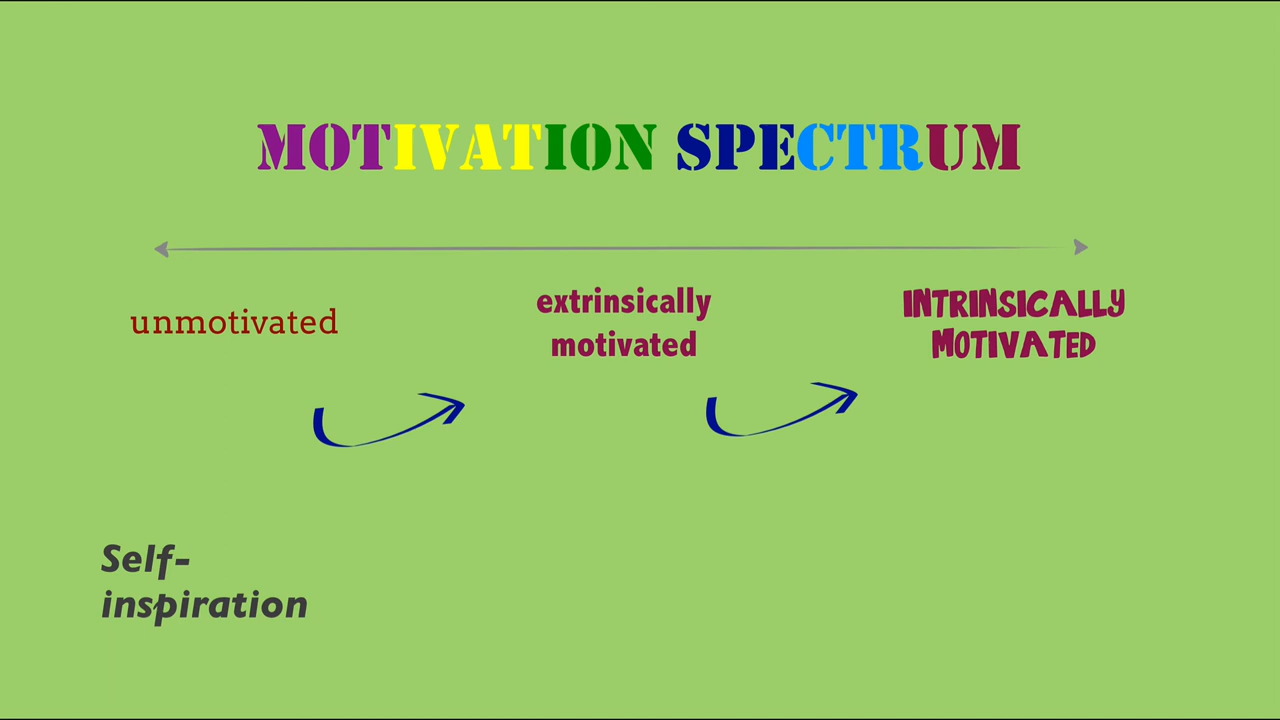 MOTIVATION SPECTRUM
unmotivated
extrinsically
motivated
INTRINSICALLY
MOTIVATED
Self-
inspiration